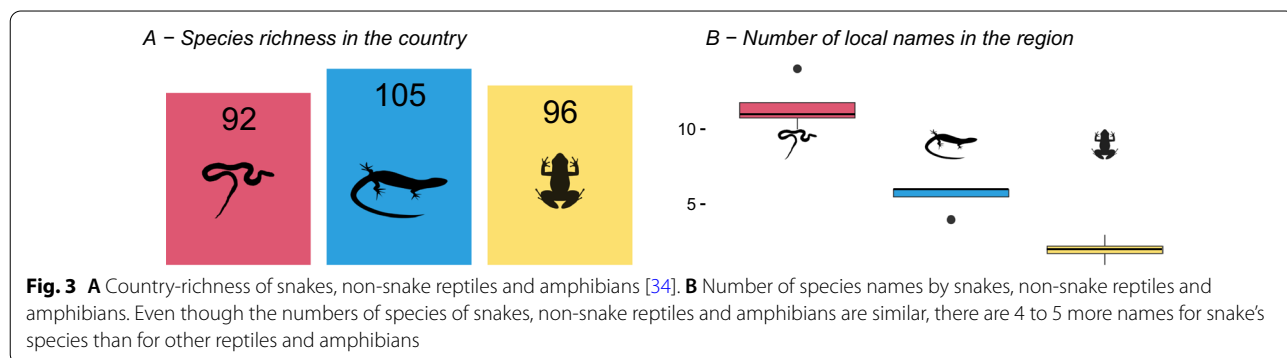 A − Species richness in the country
B − Number of local names in the region
92
105
96
10 -
5 -
Fig. 3 A Country-richness of snakes, non-snake reptiles and amphibians [34]. B Number of species names by snakes, non-snake reptiles and
amphibians. Even though the numbers of species of snakes, non-snake reptiles and amphibians are similar, there are 4 to 5 more names for snake's
species than for other reptiles and amphibians